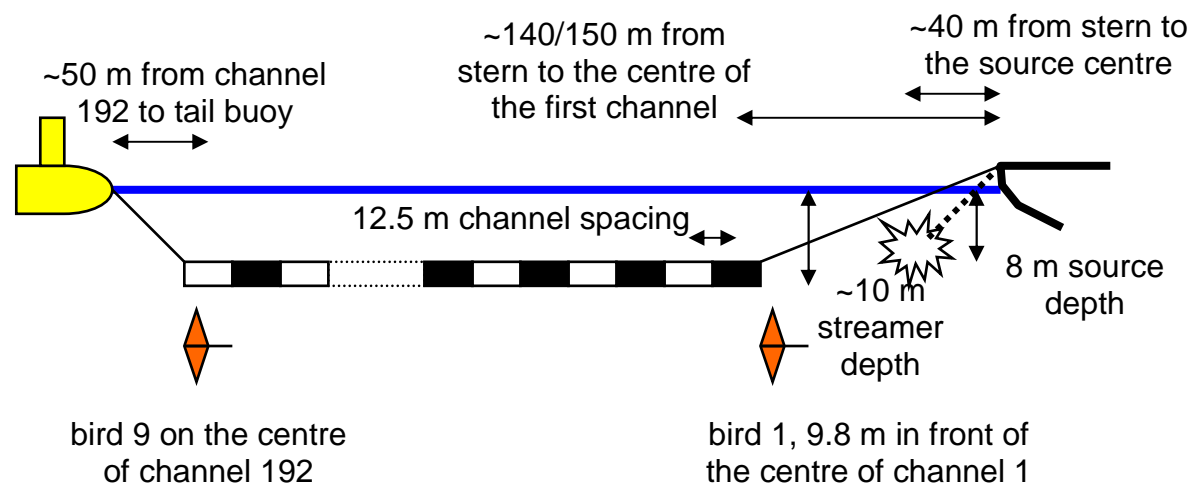 ~50 m from channel
192 to tail buoy
~140/150 m from
stern to the centre of
the first channel
~40 m from stern to
the source centre
12.5 m channel spacing
~10 m
streamer
depth
8 m source
depth
bird 9 on the centre
of channel 192
bird 1, 9.8 m in front of
the centre of channel 1